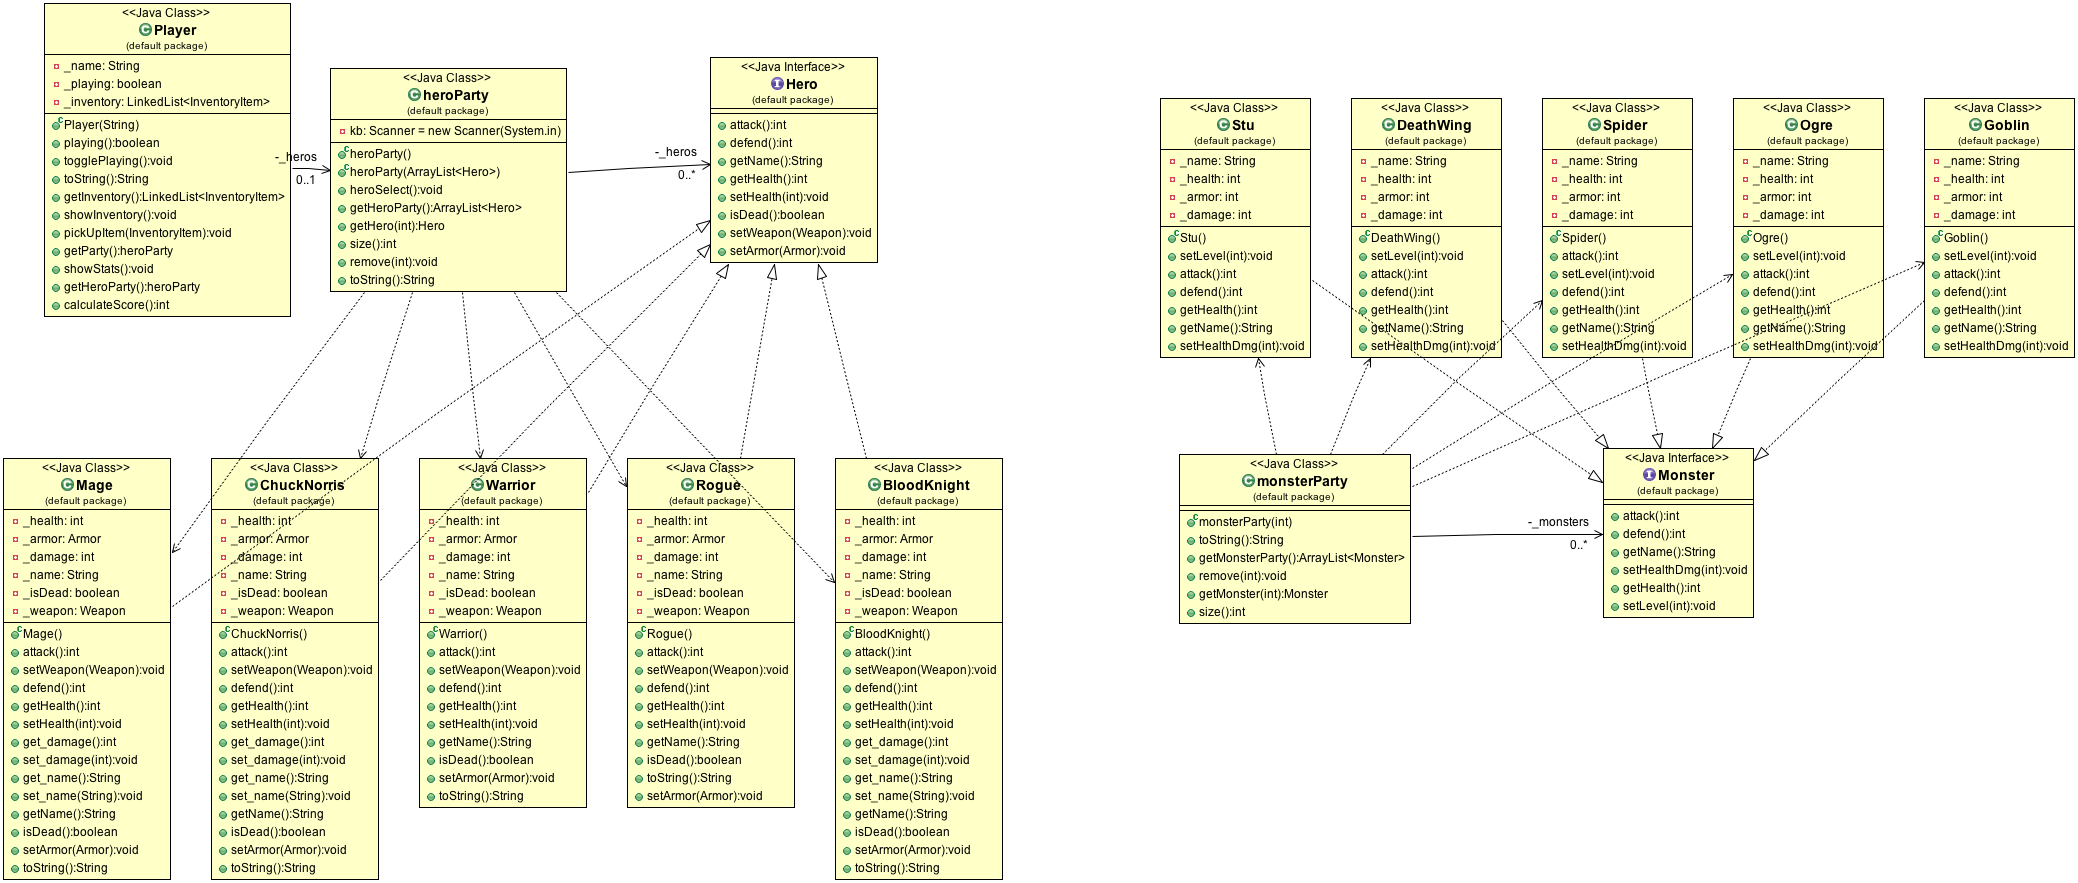 <<Java Class>>
Player
(default package)
_name: String
_playing: boolean
_inventory: LinkedList<InventoryItem>
Player(String)
playing():boolean
togglePlaying():void
toString():String
getInventory():LinkedList<InventoryItem>
showInventory():void
pickUpItem(InventoryItem):void
getParty():heroParty
showStats():void
getHeroParty():heroParty
calculateScore():int
-_heros
0..1
<<Java Class>>
heroParty
(default package)
kb: Scanner = new Scanner(System.in)
heroParty()
heroParty(ArrayList<Hero>)
heroSelect():void
getHeroParty():ArrayList<Hero>
getHero(int):Hero
size():int
remove(int):void
toString():String
-_heros
0..*
<<Java Interface>>
Hero
(default package)
attack():int
defend():int
getName():String
getHealth():int
setHealth(int):void
isDead():boolean
setWeapon(Weapon):void
setArmor(Armor):void
<<Java Class>>
Mage
(default package)
_health: int
_armor: Armor
_damage: int
_name: String
_isDead: boolean
_weapon: Weapon
Mage()
attack():int
setWeapon(Weapon):void
defend():int
getHealth():int
setHealth(int):void
get_damage():int
set_damage(int):void
get_name():String
set_name(String):void
getName():String
isDead():boolean
setArmor(Armor):void
toString():String
<<Java Class>>
ChuckNorris
(default package)
_health: int
_armor: Armor
_damage: int
_name: String
_isDead: boolean
_weapon: Weapon
ChuckNorris()
attack():int
setWeapon(Weapon):void
defend():int
getHealth():int
setHealth(int):void
get_damage():int
set_damage(int):void
get_name():String
set_name(String):void
getName():String
isDead():boolean
setArmor(Armor):void
toString():String
<<Java Class>>
Warrior
(default package)
_health: int
_armor: Armor
_damage: int
_name: String
_isDead: boolean
_weapon: Weapon
Warrior()
attack():int
setWeapon(Weapon):void
defend():int
getHealth():int
setHealth(int):void
getName():String
isDead():boolean
setArmor(Armor):void
toString():String
<<Java Class>>
Rogue
(default package)
_health: int
_armor: Armor
_damage: int
_name: String
_isDead: boolean
_weapon: Weapon
Rogue()
attack():int
setWeapon(Weapon):void
defend():int
getHealth():int
setHealth(int):void
getName():String
isDead():boolean
toString():String
setArmor(Armor):void
<<Java Class>>
BloodKnight
(default package)
_health: int
_armor: Armor
_damage: int
_name: String
_isDead: boolean
_weapon: Weapon
BloodKnight()
attack():int
setWeapon(Weapon):void
defend():int
getHealth():int
setHealth(int):void
get_damage():int
set_damage(int):void
get_name():String
set_name(String):void
getName():String
isDead():boolean
setArmor(Armor):void
toString():String
<<Java Class>>
Stu
(default package)
_name: String
_health: int
_armor: int
_damage: int
Stu()
setLevel(int):void
attack():int
defend():int
getHealth():int
getName():String
setHealthDmg(int):void
<<Java Class>>
DeathWing
(default package)
_name: String
_health: int
_armor: int
_damage: int
DeathWing()
setLevel(int):void
attack():int
defend():int
getHealth():int
getName():String
setHealthDmg(int):void
<<Java Class>>
Spider
(default package)
_name: String
_health: int
_armor: int
_damage: int
Spider()
attack():int
setLevel(int):void
defend():int
getHealth():int
getName():String
setHealthDmg(int):void
<<Java Class>>
Ogre
(default package)
_name: String
_health: int
_armor: int
_damage: int
Ogre()
setLevel(int):void
attack():int
defend():int
getHealth():int
getName():String
setHealthDmg(int):void
<<Java Class>>
Goblin
(default package)
_name: String
_health: int
_armor: int
_damage: int
Goblin()
setLevel(int):void
attack():int
defend():int
getHealth():int
getName():String
setHealthDmg(int):void
<<Java Class>>
monsterParty
(default package)
monsterParty(int)
toString():String
getMonsterParty():ArrayList<Monster>
remove(int):void
getMonster(int):Monster
size():int
-_monsters
0..*
<<Java Interface>>
Monster
(default package)
attack():int
defend():int
getName():String
setHealthDmg(int):void
getHealth():int
setLevel(int):void